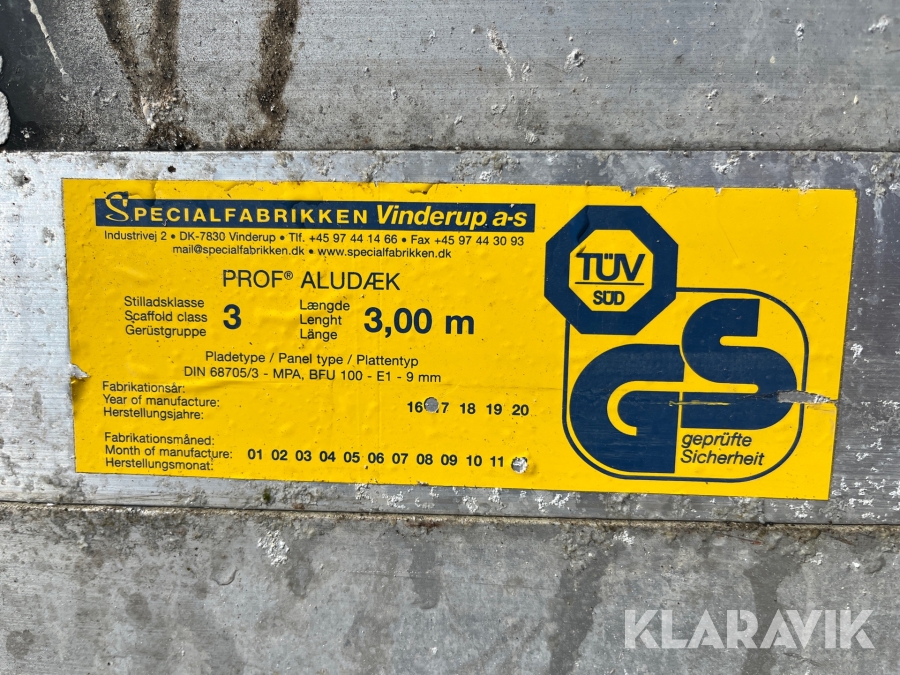 SPECIALFABRIKKEN Vinderup a-s
Industrivej 2 • DK-7830 Vinderup • Tlf. +45 97 44 14 66 • Fax +45 97 44 30 93
mail@specialfabrikken.dk • www.specialfabrikken.dk
PROF® ALUDÆK
Stilladsklasse
Scaffold class
Gerüstgruppe
3
Længde
Lenght
Länge
3,00 m
Pladetype / Panel type / Plattentyp
DIN 68705/3 - MPA, BFU 100 - E1 - 9 mm
Fabrikationsår:
Year of manufacture:
Herstellungsjahre:
16 7 18 19 20
Fabrikationsmåned:
Month of manufacture:
Herstellungsmonat:
01 02 03 04 05 06 07 08 09 10 11
TÜV
SÜD
GS
geprüfte
Sicherheit
KLARAVIK